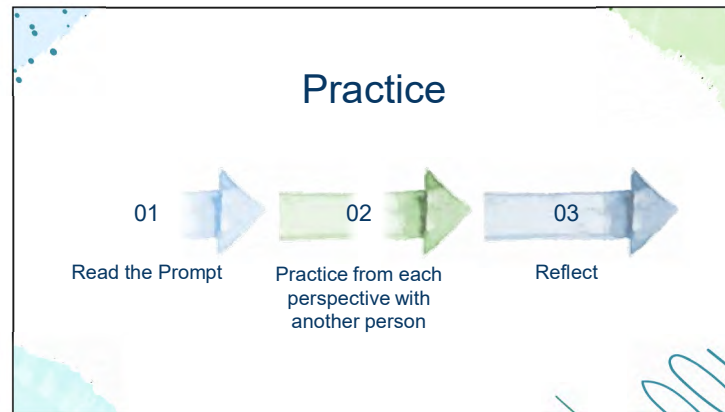 Practice
01
Read the Prompt
02
Practice from each
perspective with
another person
03
Reflect